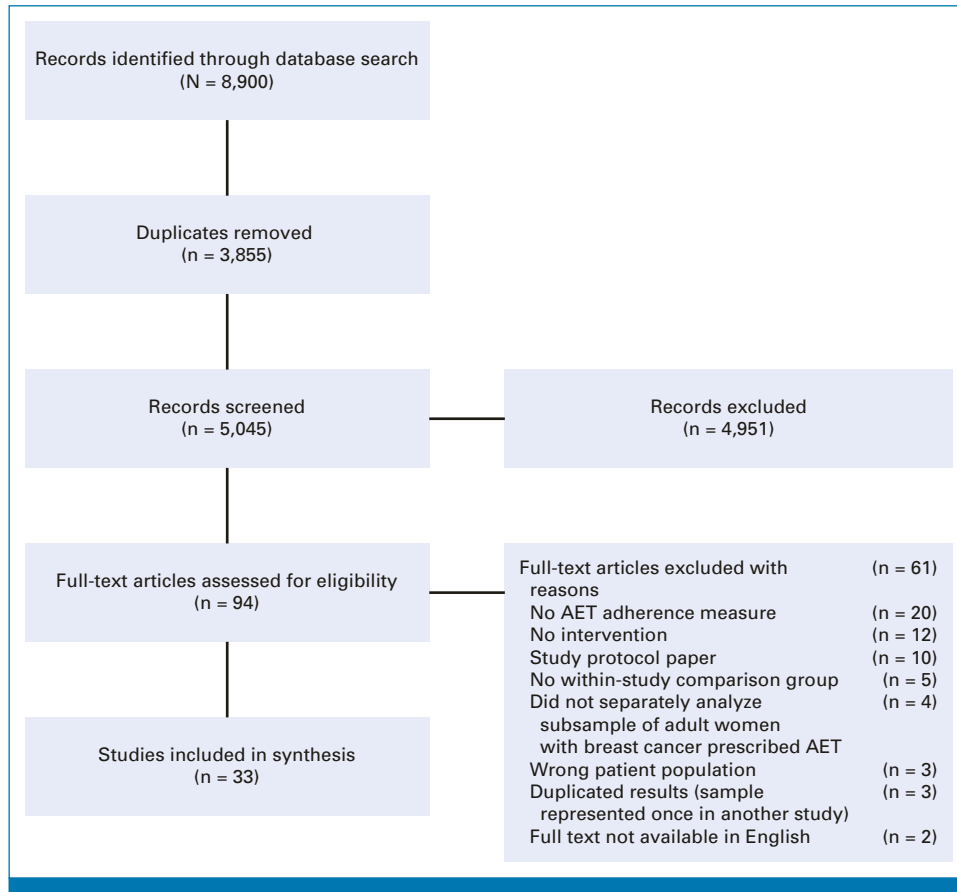 Records identified through database search
(N = 8,900)
Duplicates removed
(n = 3,855)
Records screened
(n = 5,045)
Records excluded
(n = 4,951)
Full-text articles assessed for eligibility
(n = 94)
Full-text articles excluded with (n = 61)
reasons
No AET adherence measure (n = 20)
No intervention (n = 12)
Study protocol paper (n = 10)
No within-study comparison group (n = 5)
Did not separately analyze (n = 4)
subsample of adult women
with breast cancer prescribed AET
Wrong patient population (n = 3)
Duplicated results (sample (n = 3)
represented once in another study)
Full text not available in English (n = 2)
Studies included in synthesis
(n = 33)